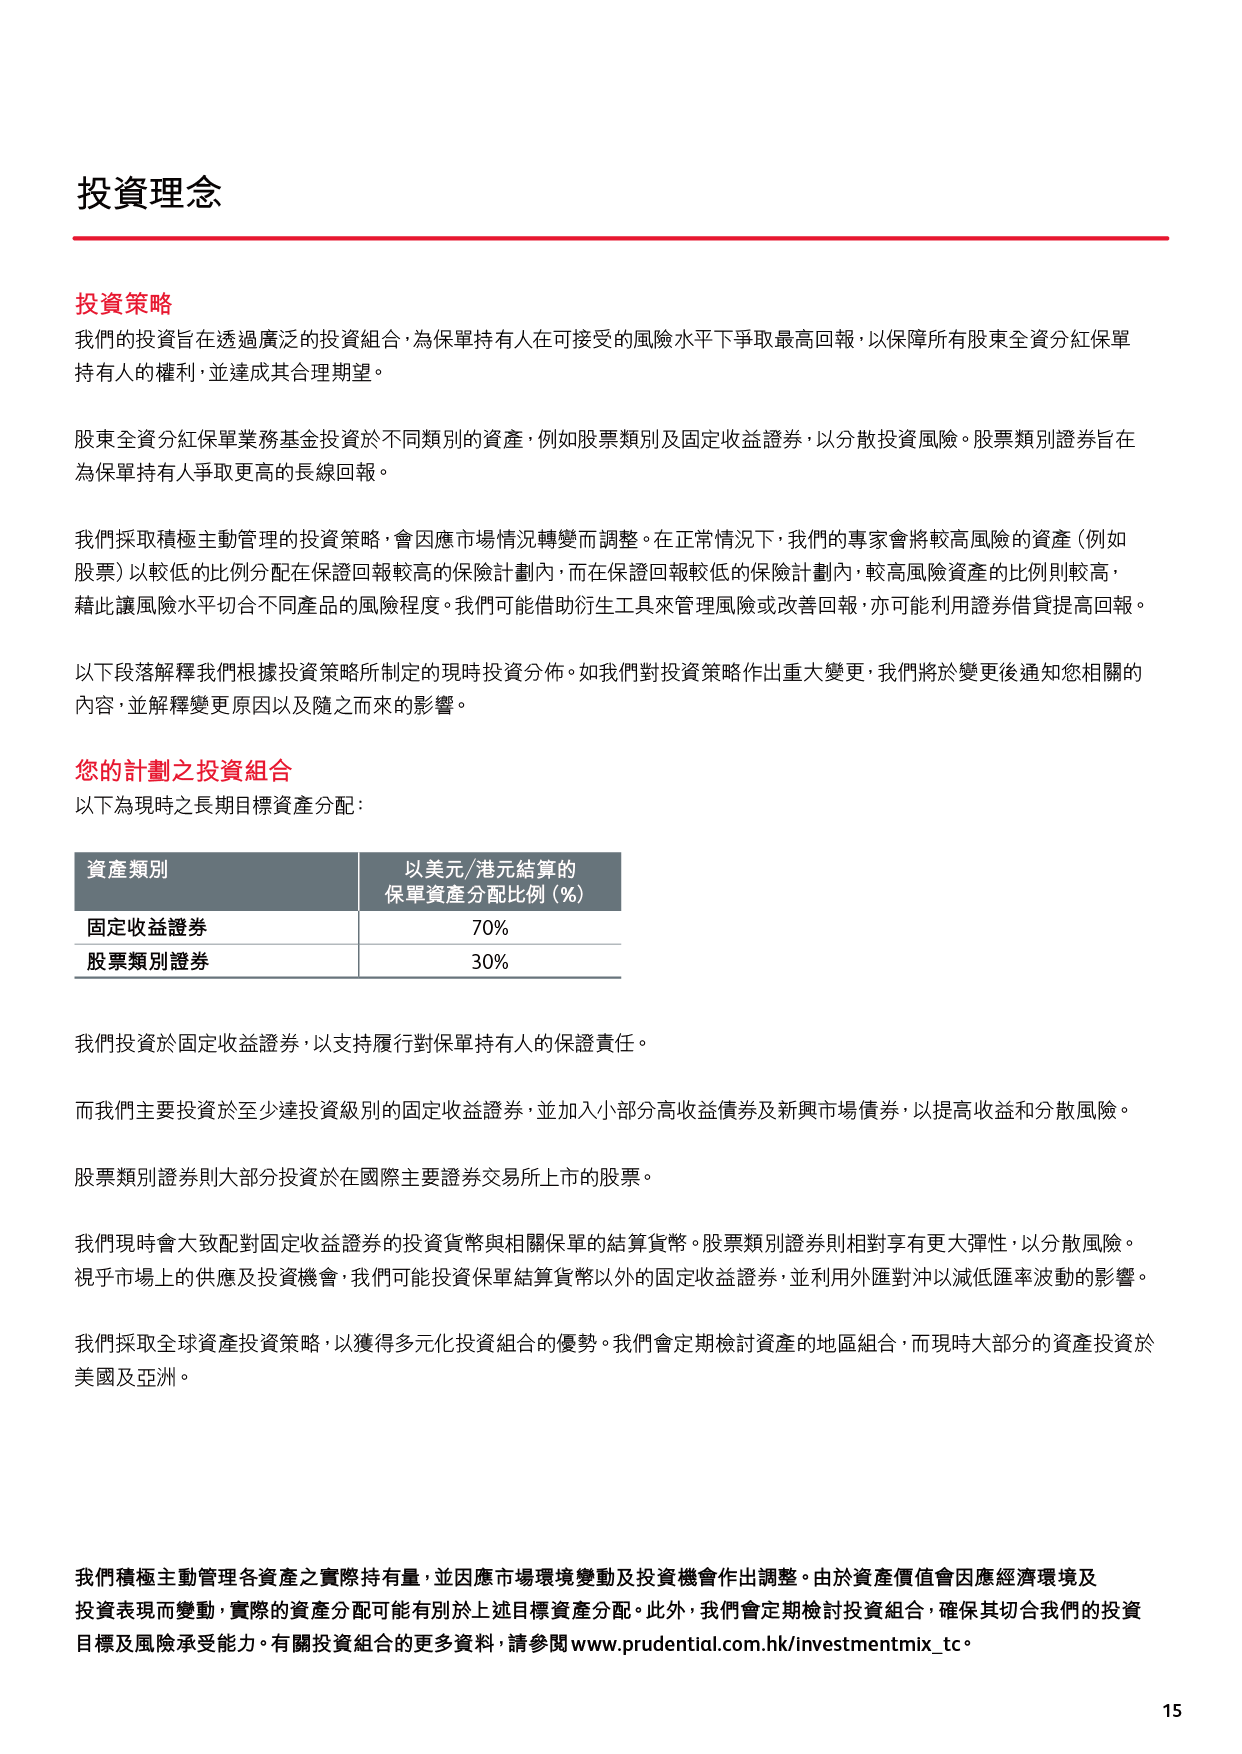 投資理念
投資策略
我們的投資旨在透過廣泛的投資組合，為保單持有人在可接受的風險水平下爭取最高回報，以保障所有股東全資分紅保單
持有人的權利，並達成其合理期望。
股東全資分紅保單業務基金投資於不同類別的資產，例如股票類別及固定收益證券，以分散投資風險。股票類別證券旨在
為保單持有人爭取更高的長線回報。
我們採取積極主動管理的投資策略，會因應市場情況轉變而調整。在正常情況下，我們的專家會將較高風險的資產（例如
股票）以較低的比例分配在保證回報較高的保險計劃內，而在保證回報較低的保險計劃內，較高風險資產的比例則較高，
藉此讓風險水平切合不同產品的風險程度。我們可能借助衍生工具來管理風險或改善回報，亦可能利用證券借貸提高回報。
以下段落解釋我們根據投資策略所制定的現時投資分佈。如我們對投資策略作出重大變更，我們將於變更後通知您相關的
內容，並解釋變更原因以及隨之而來的影響。
您的計劃之投資組合
以下為現時之長期目標資產分配：
資產類別
以美元/港元結算的
保單資產分配比例（%）
固定收益證券 70%
股票類別證券 30%
我們投資於固定收益證券，以支持履行對保單持有人的保證責任。
而我們主要投資於至少達投資級別的固定收益證券，並加入小部分高收益債券及新興市場債券，以提高收益和分散風險。
股票類別證券則大部分投資於在國際主要證券交易所上市的股票。
我們現時會大致配對固定收益證券的投資貨幣與相關保單的結算貨幣。股票類別證券則相對享有更大彈性，以分散風險。
視乎市場上的供應及投資機會，我們可能投資保單結算貨幣以外的固定收益證券，並利用外匯對沖以減低匯率波動的影響。
我們採取全球資產投資策略，以獲得多元化投資組合的優勢。我們會定期檢討資產的地區組合，而現時大部分的資產投資於
美國及亞洲。
我們積極主動管理各資產之實際持有量，並因應市場環境變動及投資機會作出調整。由於資產價值會因應經濟環境及
投資表現而變動，實際的資產分配可能有別於上述目標資產分配。此外，我們會定期檢討投資組合，確保其切合我們的投資
目標及風險承受能力。有關投資組合的更多資料，請參閱www.prudential.com.hk/investmentmix_tc。
15